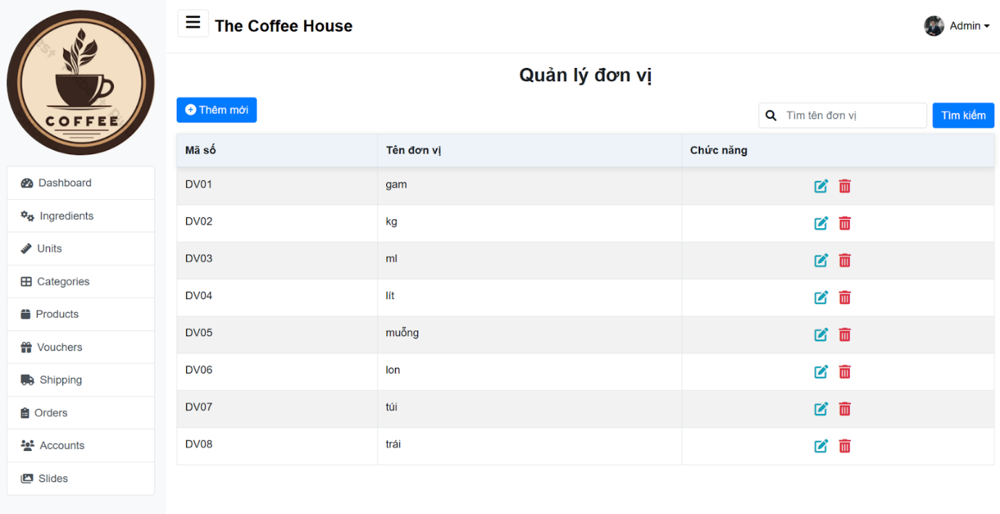 COFFEE
The Coffee House
Admin
Dashboard
Ingredients
Units
Categories
Products
Vouchers
Shipping
Orders
Accounts
Slides
Quản lý đơn vị
Thêm mới
Tìm tên đơn vị Tìm kiếm
Mã số Tên đơn vị Chức năng
DV01 gam
DV02 kg
DV03 ml
DV04 lít
DV05 muỗng
DV06 lon
DV07 túi
DV08 trái